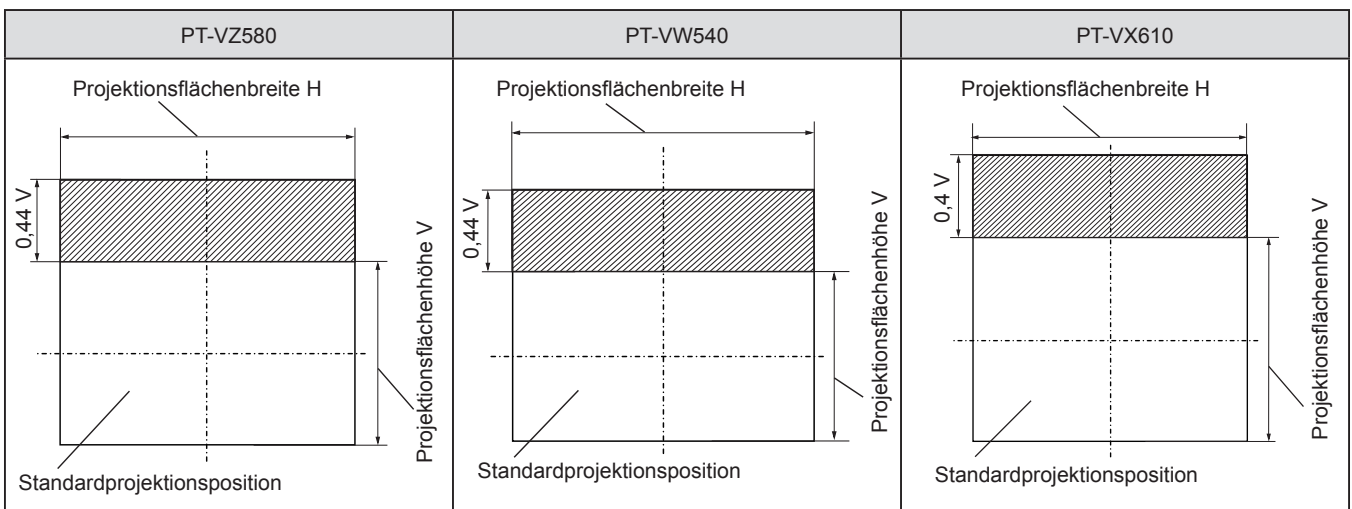 PT-VZ580
PT-VW540
PT-VX610
Projektionsflächenbreite H
0,44 V
Projektionsflächenhöhe V
Standardprojektionsposition
Projektionsflächenbreite H
0,44 V
Projektionsflächenhöhe V
Standardprojektionsposition
Projektionsflächenbreite H
0,4 V
Projektionsflächenhöhe V
Standardprojektionsposition